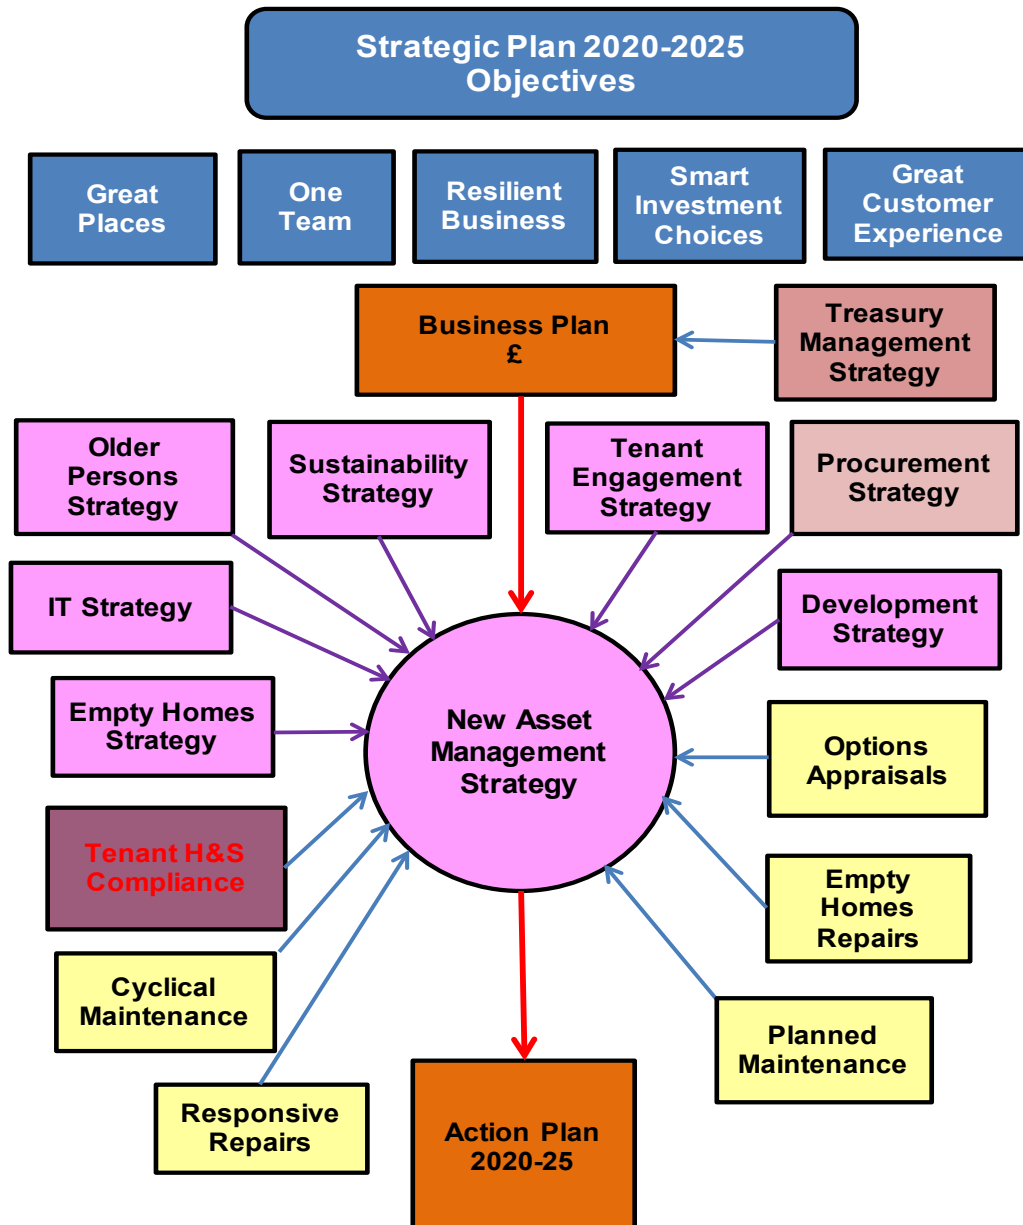 Strategic Plan 2020-2025
Objectives
Great
Places
One
Team
Resilient
Business
Smart
Investment
Choices
Great
Customer
Experience
Business Plan
£
Treasury
Management
Strategy
Older
Persons
Strategy
Sustainability
Strategy
Tenant
Engagement
Strategy
Procurement
Strategy
IT Strategy
Development
Strategy
Empty Homes
Strategy
New Asset
Management
Strategy
Options
Appraisals
Tenant H&S
Compliance
Empty
Homes
Repairs
Cyclical
Maintenance
Planned
Maintenance
Responsive
Repairs
Action Plan
2020-25